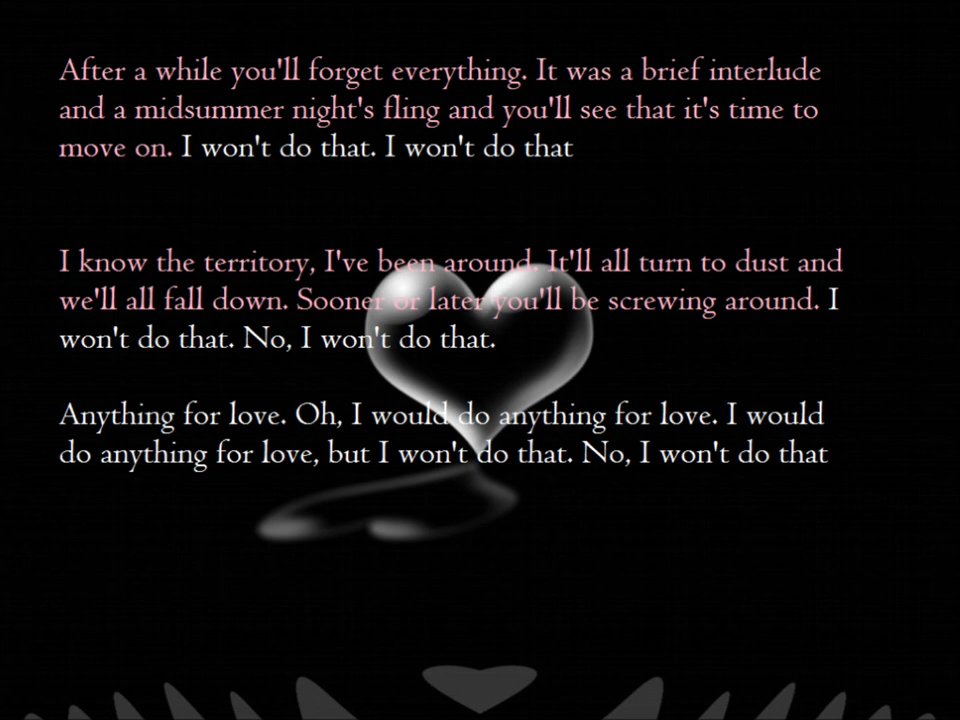 After a while you'll forget everything. It was a brief interlude
and a midsummer night's fling and you'll see that it's time to
move on. I won't do that. I won't do that
I know the territory, I've been around. It'll all turn to dust and
we'll all fall down. Sooner or later you'll be screwing around. I
won't do that. No, I won't do that.
Anything for love. Oh, I would do anything for love. I would
do anything for love, but I won't do that. No, I won't do that